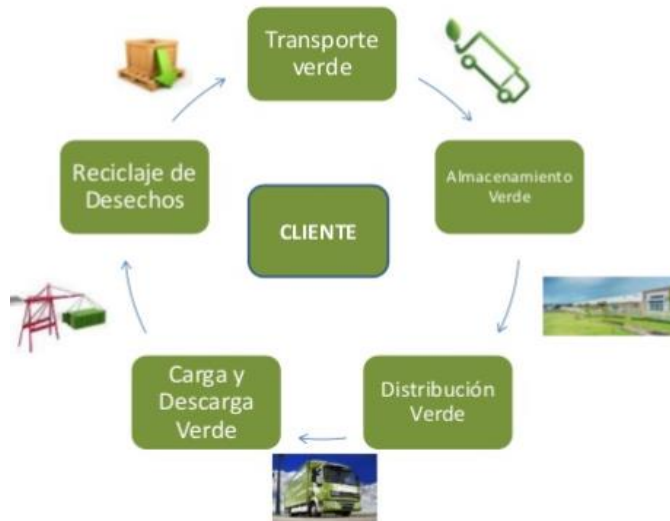 Transporte
verde
Almacenamiento
Verde
Distribución
Verde
Carga y
Descarga
Verde
Reciclaje de
Desechos
CLIENTE